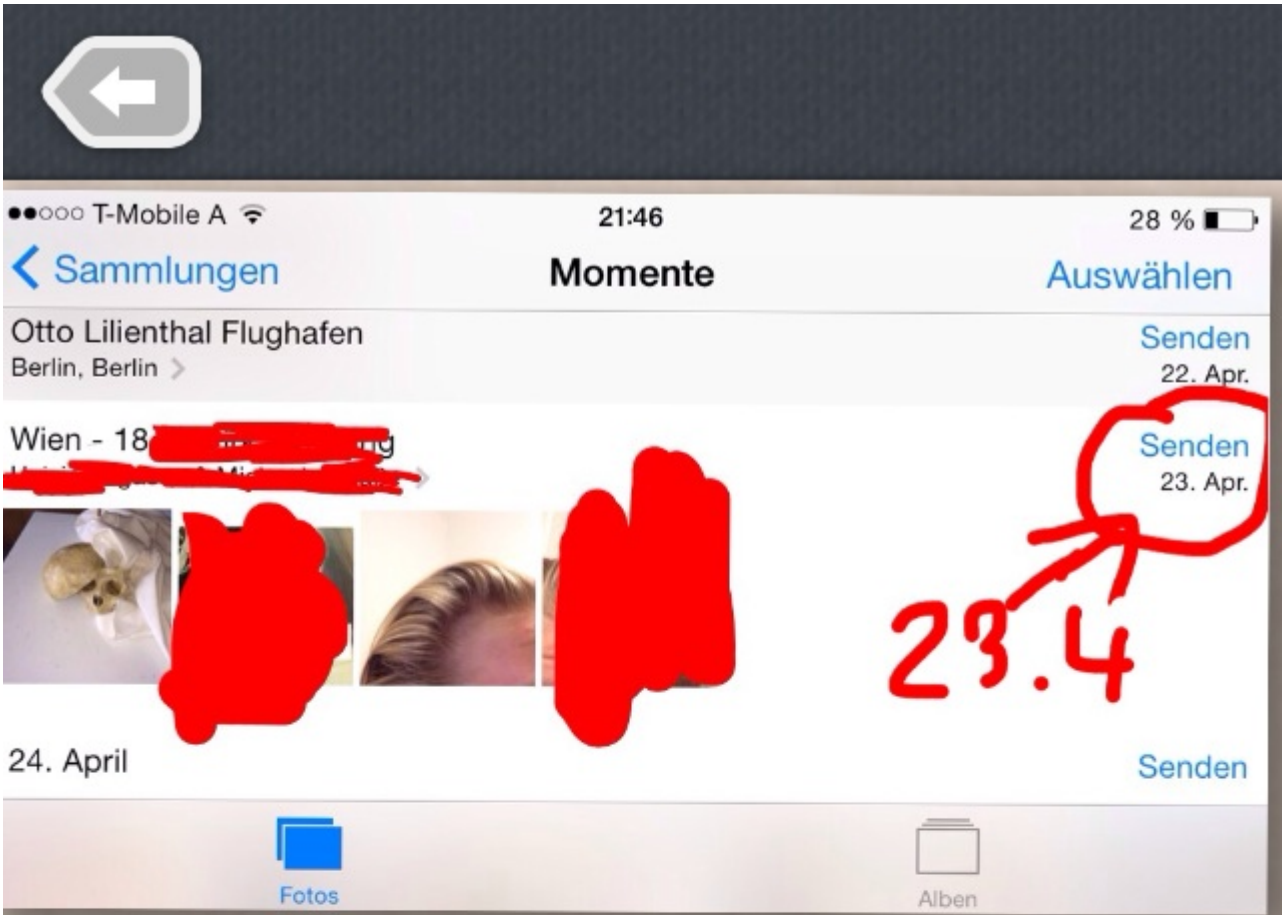 T-Mobile A 21:46 28 %
Sammlungen Momente Auswählen
Otto Lilienthal Flughafen Senden
Berlin, Berlin 22. Apr.
Wien - 18 Senden
23. Apr.
23.4
24. April Senden
Fotos Alben